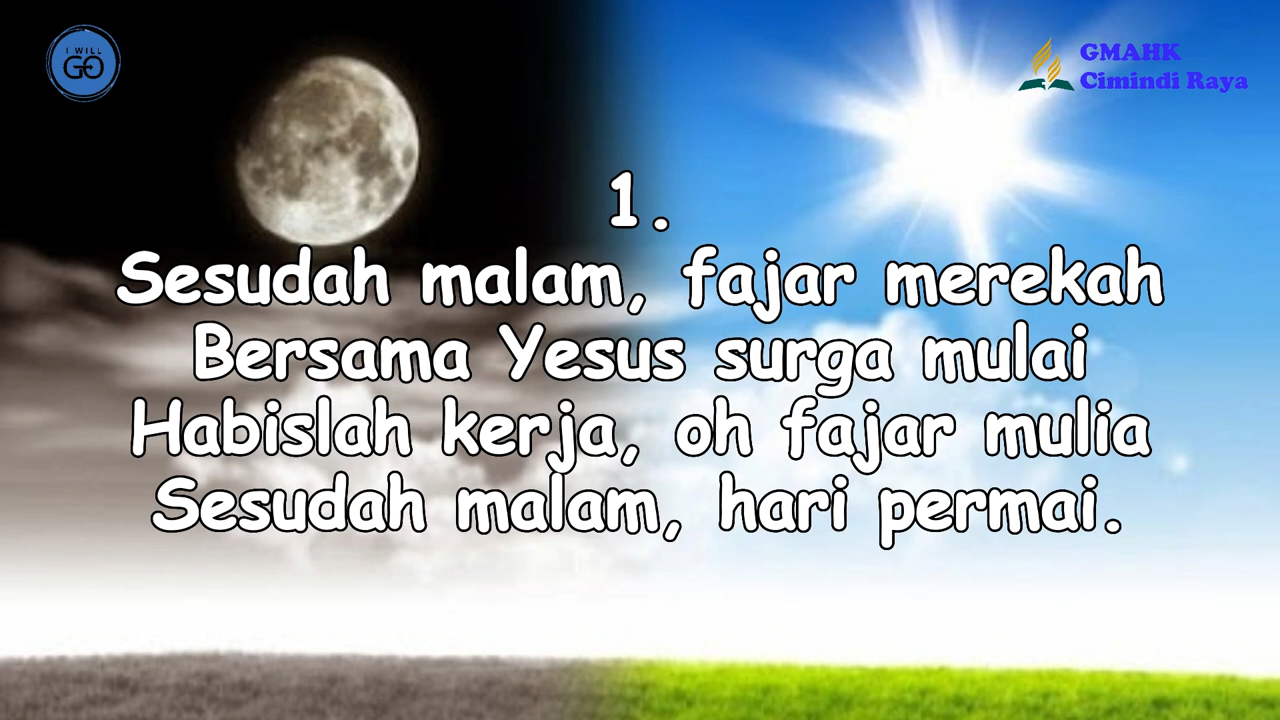 I WILL
GO
GMAHK
Cimindi Raya
1.
Sesudah malam, fajar merekah
Bersama Yesus surga mulai
Habislah kerja, oh fajar mulia
Sesudah malam, hari permai.